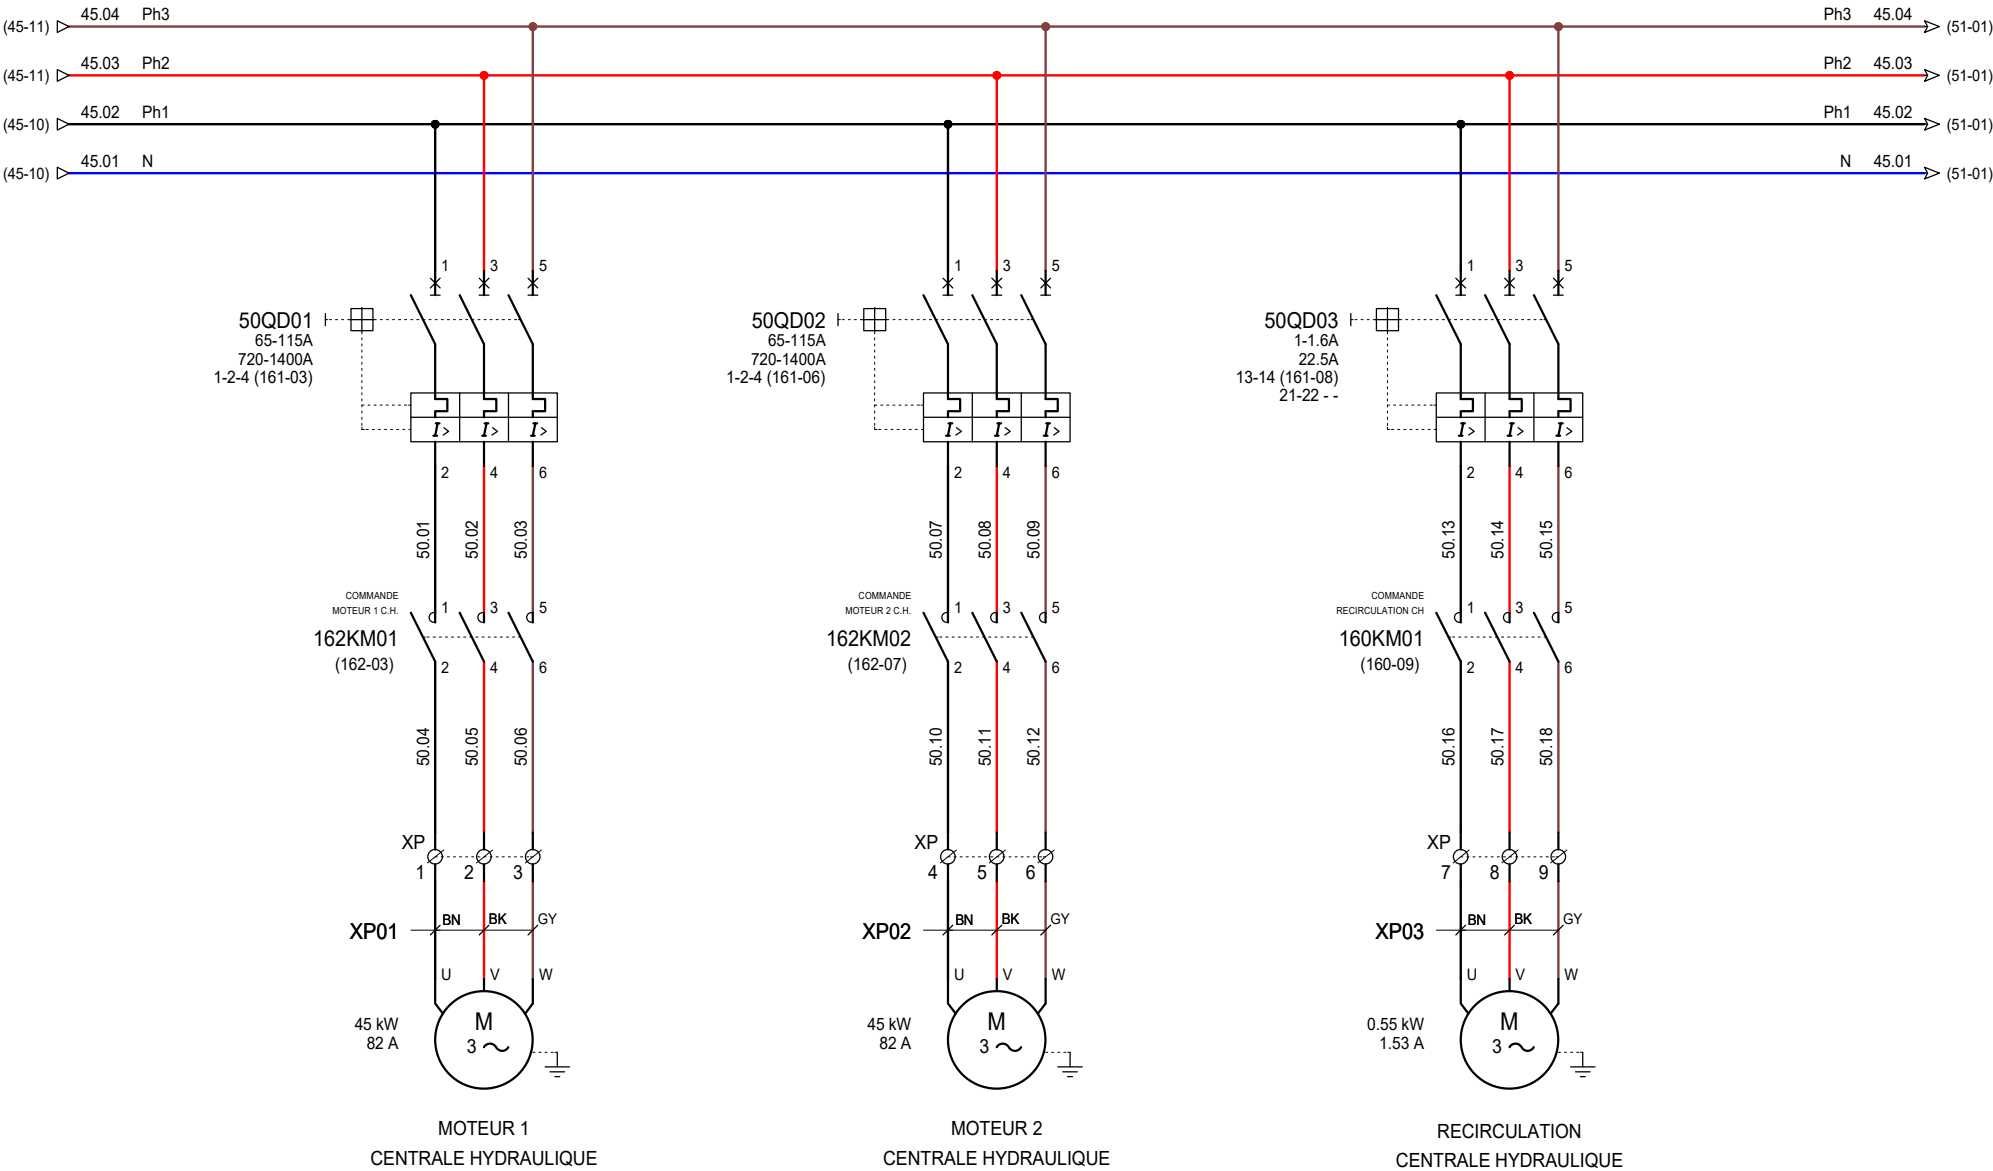 (45-11) 45.04 Ph3 Ph3 45.04 (51-01)
(45-11) 45.03 Ph2 Ph2 45.03 (51-01)
(45-10) 45.02 Ph1 Ph1 45.02 (51-01)
(45-10) 45.01 N N 45.01 (51-01)
1 3 5
50QD01
65-115A
720-1400A
1-2-4 (161-03)
I> I> I>
2 4 6
50.01 50.02 50.03
COMMANDE
MOTEUR 1 C.H.
1 3 5
162KM01
(162-03)
2 4 6
50.04 50.05 50.06
XP
1 2 3
XP01 BN BK GY
U V W
M
3
45 kW
82 A
MOTEUR 1
CENTRALE HYDRAULIQUE
1 3 5
50QD02
65-115A
720-1400A
1-2-4 (161-06)
I> I> I>
2 4 6
50.07 50.08 50.09
COMMANDE
MOTEUR 2 C.H.
1 3 5
162KM02
(162-07)
2 4 6
50.10 50.11 50.12
XP
4 5 6
XP02 BN BK GY
U V W
M
3
45 kW
82 A
MOTEUR 2
CENTRALE HYDRAULIQUE
1 3 5
50QD03
1-1.6A
22.5A
13-14 (161-08)
21-22 - -
I> I> I>
2 4 6
50.13 50.14 50.15
COMMANDE
RECIRCULATION CH
1 3 5
160KM01
(160-09)
2 4 6
50.16 50.17 50.18
XP
7 8 9
XP03 BN BK GY
U V W
M
3
0.55 kW
1.53 A
RECIRCULATION
CENTRALE HYDRAULIQUE